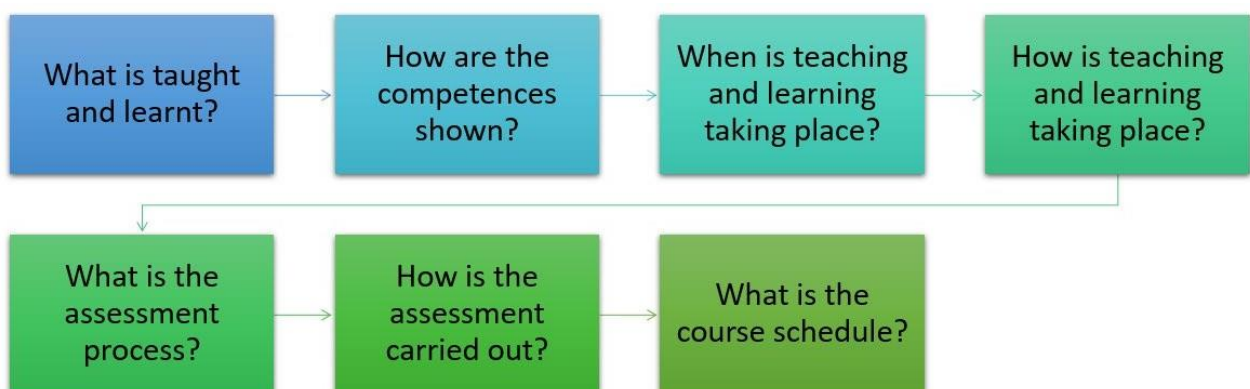 What is taught
and learnt?
How are the
competences
shown?
When is teaching
and learning
taking place?
How is teaching
and learning
taking place?
What is the
assessment
process?
How is the
assessment
carried out?
What is the
course schedule?